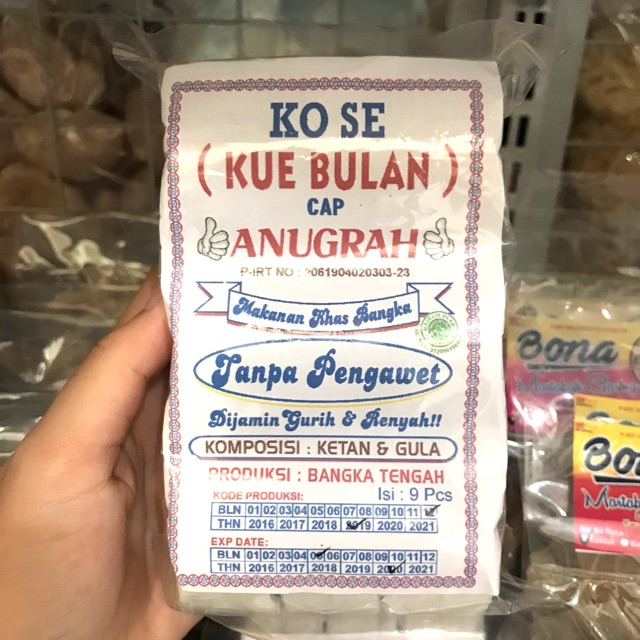 KO SE
( KUE BULAN )
CAP
ANUGRAH
P-IRT NO : 2061904020303-23
Makanan Khas Bangka
Tanpa Pengawet
Dijamin Gurih & Renyah!!
KOMPOSISI : KETAN & GULA
PRODUKSI : BANGKA TENGAH
KODE PRODUKSI: Isi : 9 Pcs
BLN 01 02 03 04 05 06 07 08 09 10 11 12
THN 2016 2017 2018 2019 2020 2021
EXP DATE:
BLN 01 02 03 04 05 06 07 08 09 10 11 12
THN 2016 2017 2018 2019 2020 2021
Bona
Bo